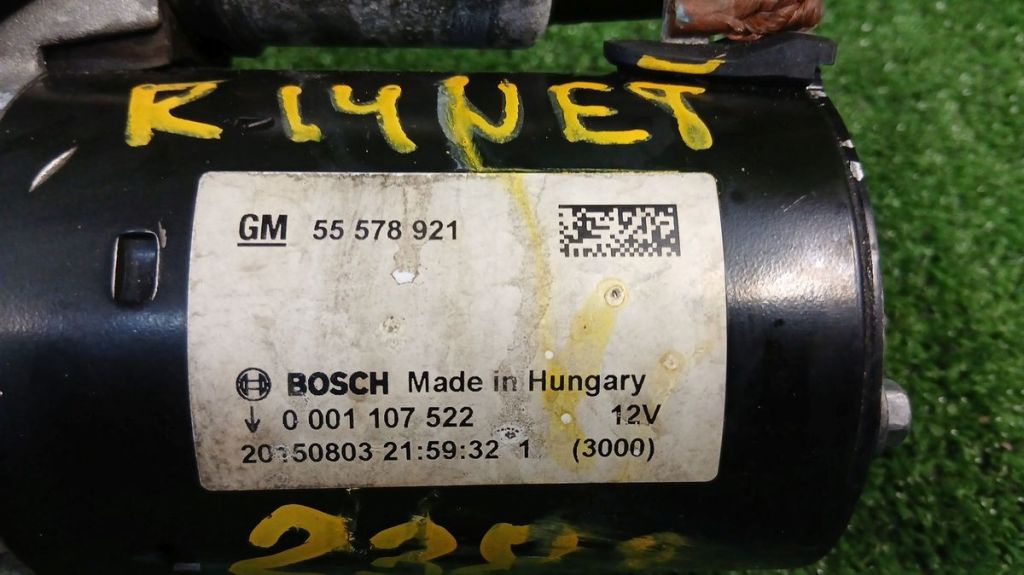 R14NET
GM 55 578 921
BOSCH Made in Hungary
0 001 107 522 12V
20150803 21:59:32 1 (3000)